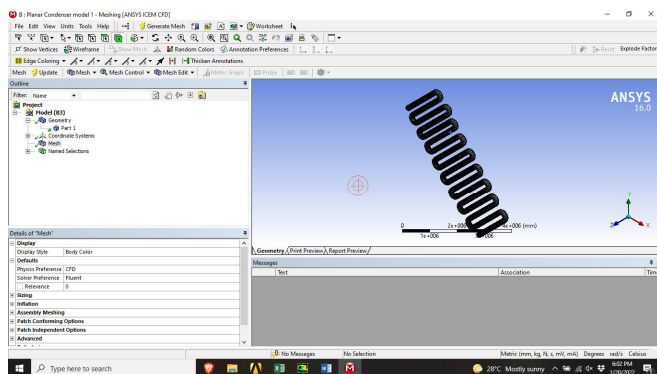 B : Planar Condenser model 1 - Meshing [ANSYS ICEM CFD]
File Edit View Units Tools Help Generate Mesh Worksheet
Show Vertices Wireframe Show Mesh Random Colors Annotation Preferences Reset Explode Factor
Edge Coloring Thicken Annotations
Mesh Update Mesh Mesh Control Mesh Edit Metric Graph Probe
Outline
Filter: Name
Project
Model (B3)
Geometry
Part 1
Coordinate Systems
Mesh
Named Selections
ANSYS
16.0
Y
Z X
0 2e+006 4e+006 (mm)
1e+006
Details of "Mesh"
Display
Display Style Body Color
Defaults
Physics Preference CFD
Solver Preference Fluent
Relevance 0
Sizing
Inflation
Assembly Meshing
Patch Conforming Options
Patch Independent Options
Advanced
Geometry Print Preview Report Preview
Messages
Text Association Time
0 No Messages No Selection Metric (mm, kg, N, s, mV, mA) Degrees rad/s Celsius
Type here to search 28°C Mostly sunny 6:02 PM
1/20/2022